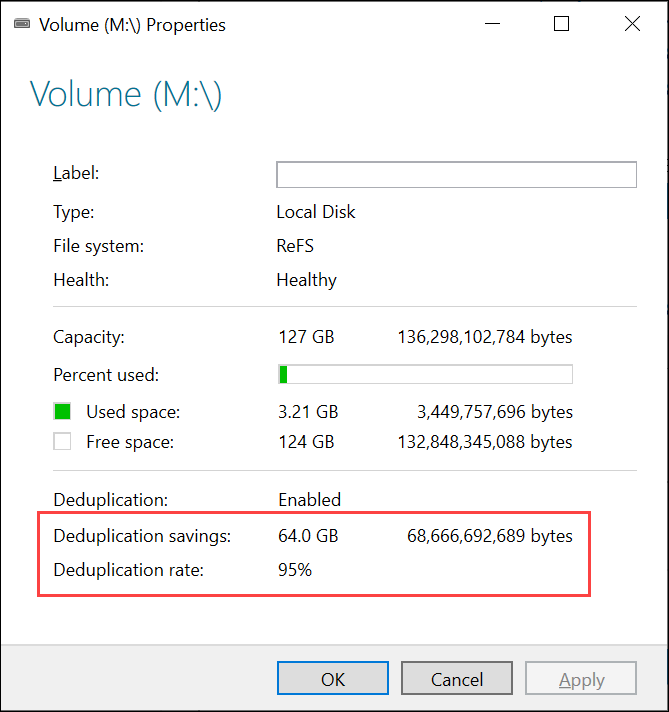 Volume (M:\) Properties
Volume (M:\)
Label:
Type: Local Disk
File system: ReFS
Health: Healthy
Capacity: 127 GB 136,298,102,784 bytes
Percent used:
Used space: 3.21 GB 3,449,757,696 bytes
Free space: 124 GB 132,848,345,088 bytes
Deduplication: Enabled
Deduplication savings: 64.0 GB 68,666,692,689 bytes
Deduplication rate: 95%
OK Cancel Apply